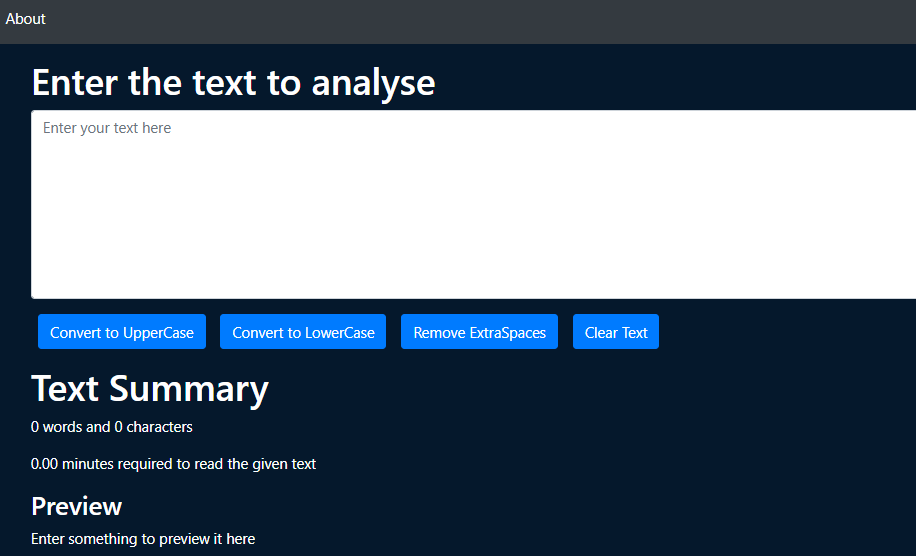 About
Enter the text to analyse
Enter your text here
Convert to UpperCase Convert to LowerCase Remove ExtraSpaces Clear Text
Text Summary
0 words and 0 characters
0.00 minutes required to read the given text
Preview
Enter something to preview it here